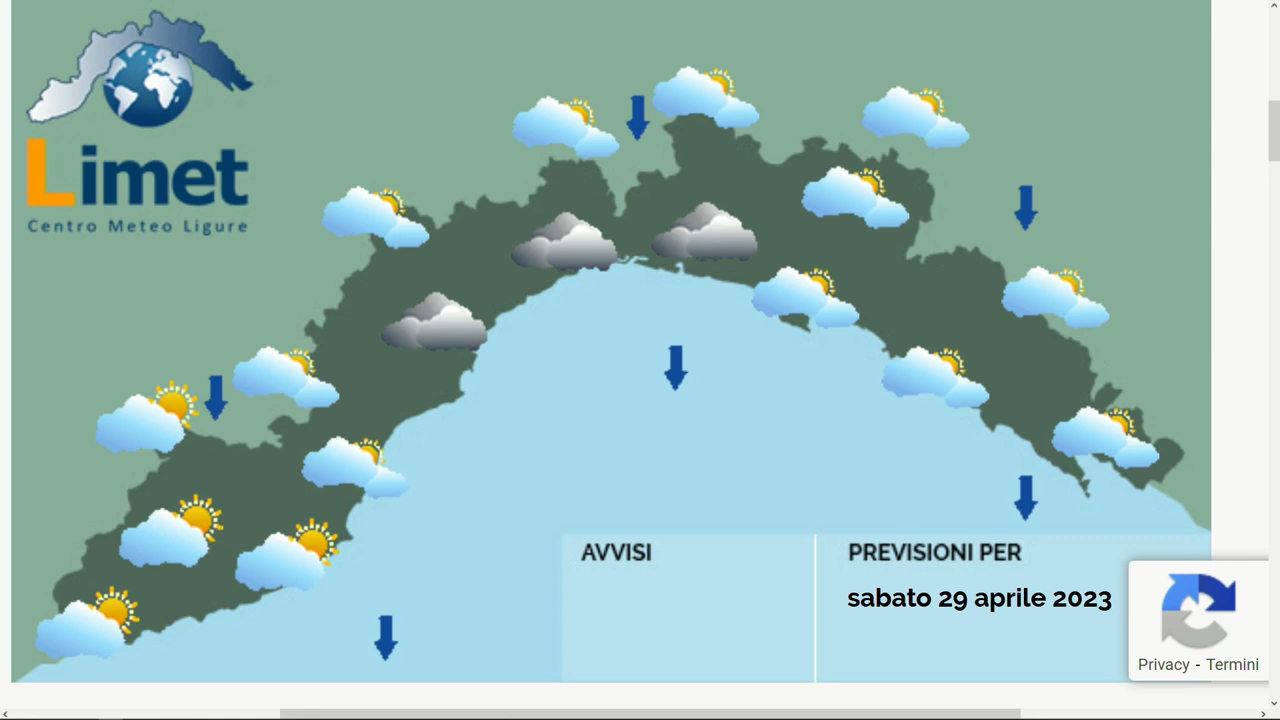 Limet
Centro Meteo Ligure
AVVISI
PREVISIONI PER
sabato 29 aprile 2023
Privacy - Termini